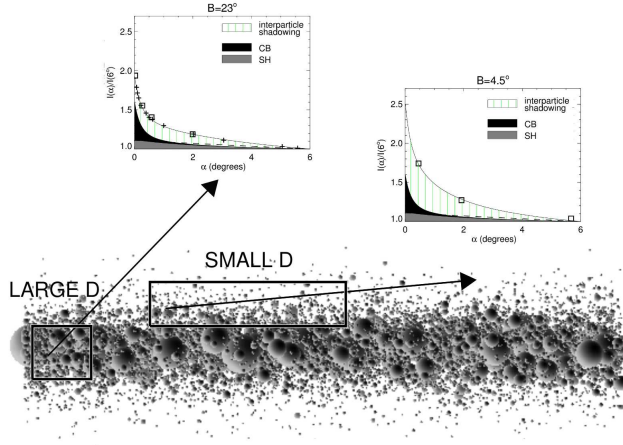 B=23°
interparticle
shadowing
CB
SH
I(α)/I(6°)
2.5
2.0
1.5
1.0
0 2 4 6
α (degrees)
B=4.5°
interparticle
shadowing
CB
SH
I(α)/I(6°)
2.5
2.0
1.5
1.0
0 2 4 6
α (degrees)
SMALL D
LARGE D